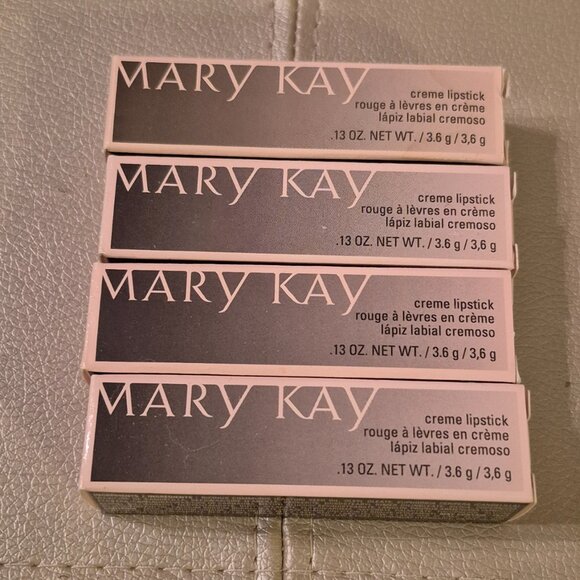 MARY KAY
creme lipstick
rouge à lèvres en crème
lápiz labial cremoso
.13 OZ. NET WT. / 3.6 g / 3,6 g
MARY KAY
creme lipstick
rouge à lèvres en crème
lápiz labial cremoso
.13 OZ. NET WT. / 3.6 g / 3,6 g
MARY KAY
creme lipstick
rouge à lèvres en crème
lápiz labial cremoso
.13 OZ. NET WT. / 3.6 g / 3,6 g
MARY KAY
creme lipstick
rouge à lèvres en crème
lápiz labial cremoso
.13 OZ. NET WT. / 3.6 g / 3,6 g